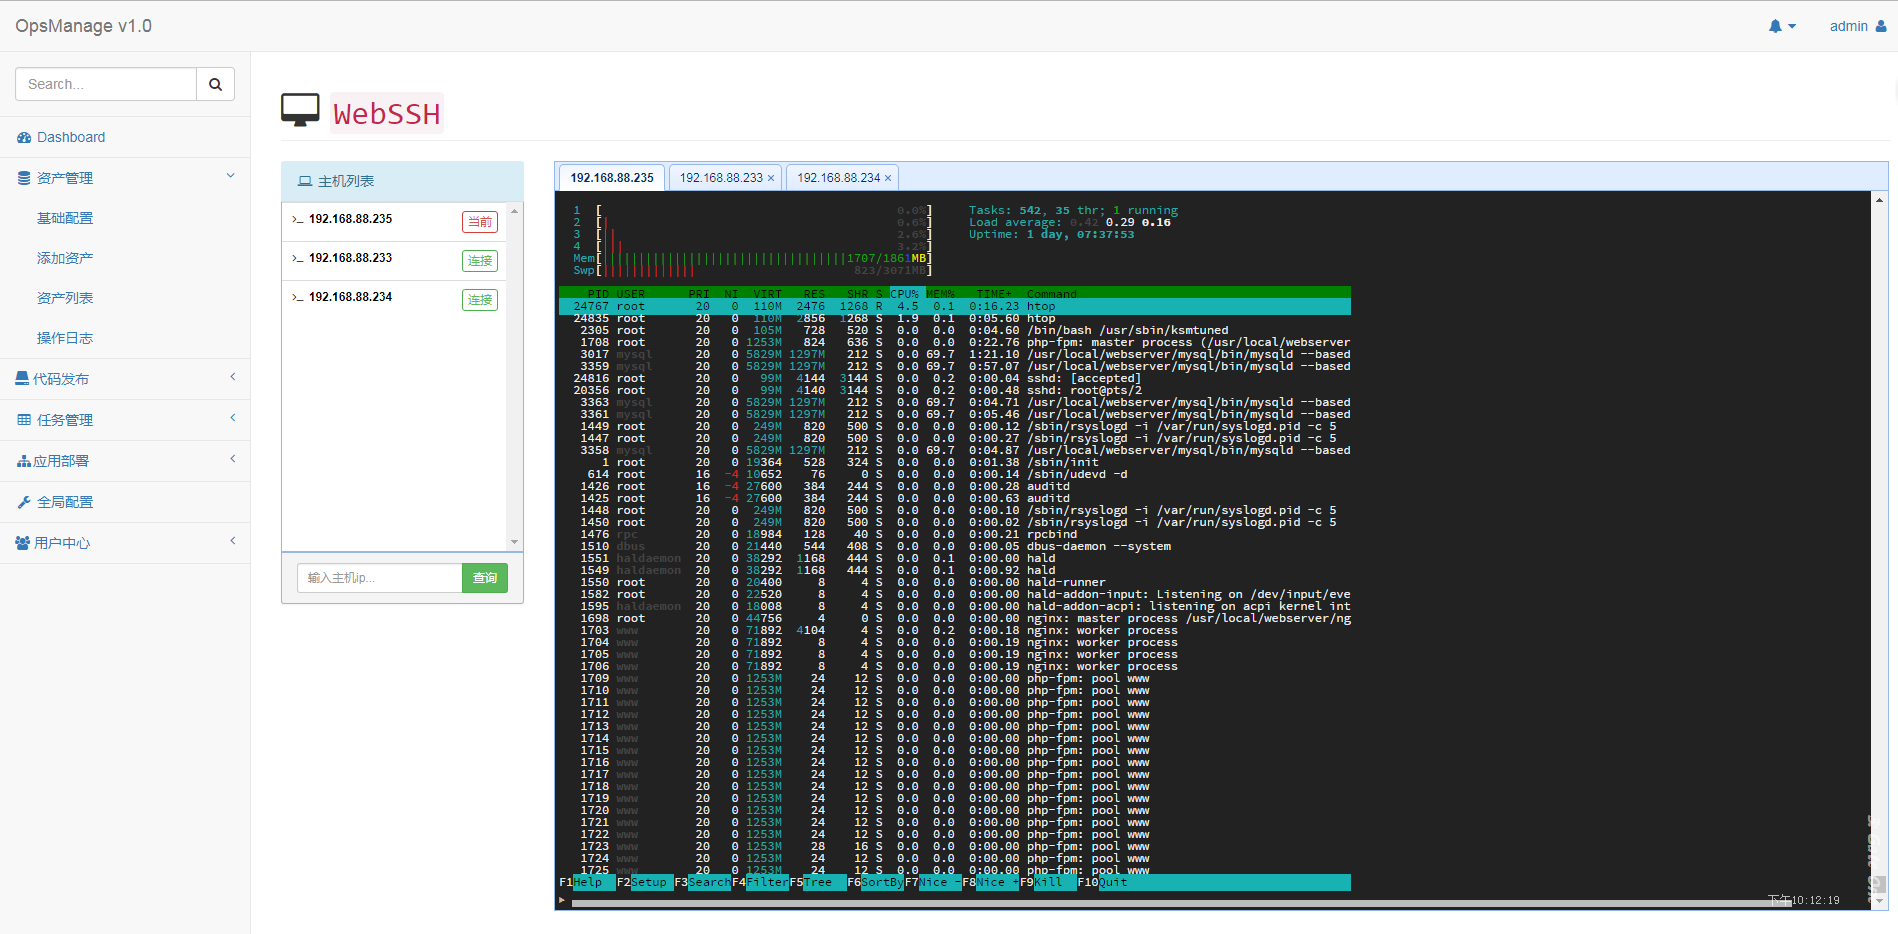 OpsManage v1.0
admin
Search...
Dashboard
资产管理
基础配置
添加资产
资产列表
操作日志
代码发布
任务管理
应用部署
全局配置
用户中心
WebSSH
主机列表
192.168.88.235 当前
192.168.88.233 连接
192.168.88.234 连接
输入主机ip... 查询
192.168.88.235 192.168.88.233 × 192.168.88.234 ×
1 [ 0.0%] Tasks: 542, 35 thr; 1 running
2 [| 0.6%] Load average: 0.42 0.29 0.16
3 [|| 2.6%] Uptime: 1 day, 07:37:53
4 [||| 3.2%]
Mem[||||||||||||||||||||||||||||||||||1707/1861MB]
Swp[||||||||||||| 823/3071MB]
PID USER PRI NI VIRT RES SHR S CPU% MEM% TIME+ Command
24767 root 20 0 110M 2476 1268 R 4.5 0.1 0:16.23 htop
24835 root 20 0 110M 2856 1268 S 1.9 0.1 0:05.60 htop
2305 root 20 0 105M 728 520 S 0.0 0.0 0:04.60 /bin/bash /usr/sbin/ksmtuned
1708 root 20 0 1253M 824 636 S 0.0 0.0 0:22.76 php-fpm: master process (/usr/local/webserver
3017 mysql 20 0 5829M 1297M 212 S 0.0 69.7 1:21.10 /usr/local/webserver/mysql/bin/mysqld --based
3359 mysql 20 0 5829M 1297M 212 S 0.0 69.7 0:57.07 /usr/local/webserver/mysql/bin/mysqld --based
24816 root 20 0 99M 4144 3144 S 0.0 0.2 0:00.04 sshd: [accepted]
20356 root 20 0 99M 4140 3144 S 0.0 0.2 0:00.48 sshd: root@pts/2
3363 mysql 20 0 5829M 1297M 212 S 0.0 69.7 0:04.71 /usr/local/webserver/mysql/bin/mysqld --based
3361 mysql 20 0 5829M 1297M 212 S 0.0 69.7 0:05.46 /usr/local/webserver/mysql/bin/mysqld --based
1449 root 20 0 249M 820 500 S 0.0 0.0 0:00.12 /sbin/rsyslogd -i /var/run/syslogd.pid -c 5
1447 root 20 0 249M 820 500 S 0.0 0.0 0:00.27 /sbin/rsyslogd -i /var/run/syslogd.pid -c 5
3358 mysql 20 0 5829M 1297M 212 S 0.0 69.7 0:04.87 /usr/local/webserver/mysql/bin/mysqld --based
1 root 20 0 19364 528 324 S 0.0 0.0 0:01.38 /sbin/init
614 root 16 -4 10652 76 0 S 0.0 0.0 0:00.14 /sbin/udevd -d
1426 root 16 -4 27600 384 244 S 0.0 0.0 0:00.28 auditd
1425 root 16 -4 27600 384 244 S 0.0 0.0 0:00.63 auditd
1448 root 20 0 249M 820 500 S 0.0 0.0 0:00.10 /sbin/rsyslogd -i /var/run/syslogd.pid -c 5
1450 root 20 0 249M 820 500 S 0.0 0.0 0:00.02 /sbin/rsyslogd -i /var/run/syslogd.pid -c 5
1476 rpc 20 0 18984 128 40 S 0.0 0.0 0:00.21 rpcbind
1510 dbus 20 0 21440 544 408 S 0.0 0.0 0:00.05 dbus-daemon --system
1551 haldaemon 20 0 38292 1168 444 S 0.0 0.1 0:00.00 hald
1549 haldaemon 20 0 38292 1168 444 S 0.0 0.1 0:00.92 hald
1550 root 20 0 20400 8 4 S 0.0 0.0 0:00.00 hald-runner
1582 root 20 0 22520 8 4 S 0.0 0.0 0:00.00 hald-addon-input: Listening on /dev/input/eve
1595 haldaemon 20 0 18008 8 4 S 0.0 0.0 0:00.00 hald-addon-acpi: listening on acpi kernel int
1698 root 20 0 44756 4 0 S 0.0 0.0 0:00.00 nginx: master process /usr/local/webserver/ng
1703 www 20 0 71892 4104 4 S 0.0 0.2 0:00.18 nginx: worker process
1704 www 20 0 71892 8 4 S 0.0 0.0 0:00.19 nginx: worker process
1705 www 20 0 71892 8 4 S 0.0 0.0 0:00.19 nginx: worker process
1706 www 20 0 71892 8 4 S 0.0 0.0 0:00.19 nginx: worker process
1709 www 20 0 1253M 24 12 S 0.0 0.0 0:00.00 php-fpm: pool www
1710 www 20 0 1253M 24 12 S 0.0 0.0 0:00.00 php-fpm: pool www
1711 www 20 0 1253M 24 12 S 0.0 0.0 0:00.00 php-fpm: pool www
1712 www 20 0 1253M 24 12 S 0.0 0.0 0:00.00 php-fpm: pool www
1713 www 20 0 1253M 24 12 S 0.0 0.0 0:00.00 php-fpm: pool www
1714 www 20 0 1253M 24 12 S 0.0 0.0 0:00.00 php-fpm: pool www
1715 www 20 0 1253M 24 12 S 0.0 0.0 0:00.00 php-fpm: pool www
1716 www 20 0 1253M 24 12 S 0.0 0.0 0:00.00 php-fpm: pool www
1717 www 20 0 1253M 24 12 S 0.0 0.0 0:00.00 php-fpm: pool www
1718 www 20 0 1253M 24 12 S 0.0 0.0 0:00.00 php-fpm: pool www
1719 www 20 0 1253M 24 12 S 0.0 0.0 0:00.00 php-fpm: pool www
1720 www 20 0 1253M 24 12 S 0.0 0.0 0:00.00 php-fpm: pool www
1721 www 20 0 1253M 24 12 S 0.0 0.0 0:00.00 php-fpm: pool www
1722 www 20 0 1253M 24 12 S 0.0 0.0 0:00.00 php-fpm: pool www
1723 www 20 0 1253M 28 16 S 0.0 0.0 0:00.00 php-fpm: pool www
1724 www 20 0 1253M 24 12 S 0.0 0.0 0:00.00 php-fpm: pool www
1725 www 20 0 1253M 24 12 S 0.0 0.0 0:00.00 php-fpm: pool www
F1Help F2Setup F3SearchF4FilterF5Tree F6SortByF7Nice -F8Nice +F9Kill F10Quit
下午10:12:19